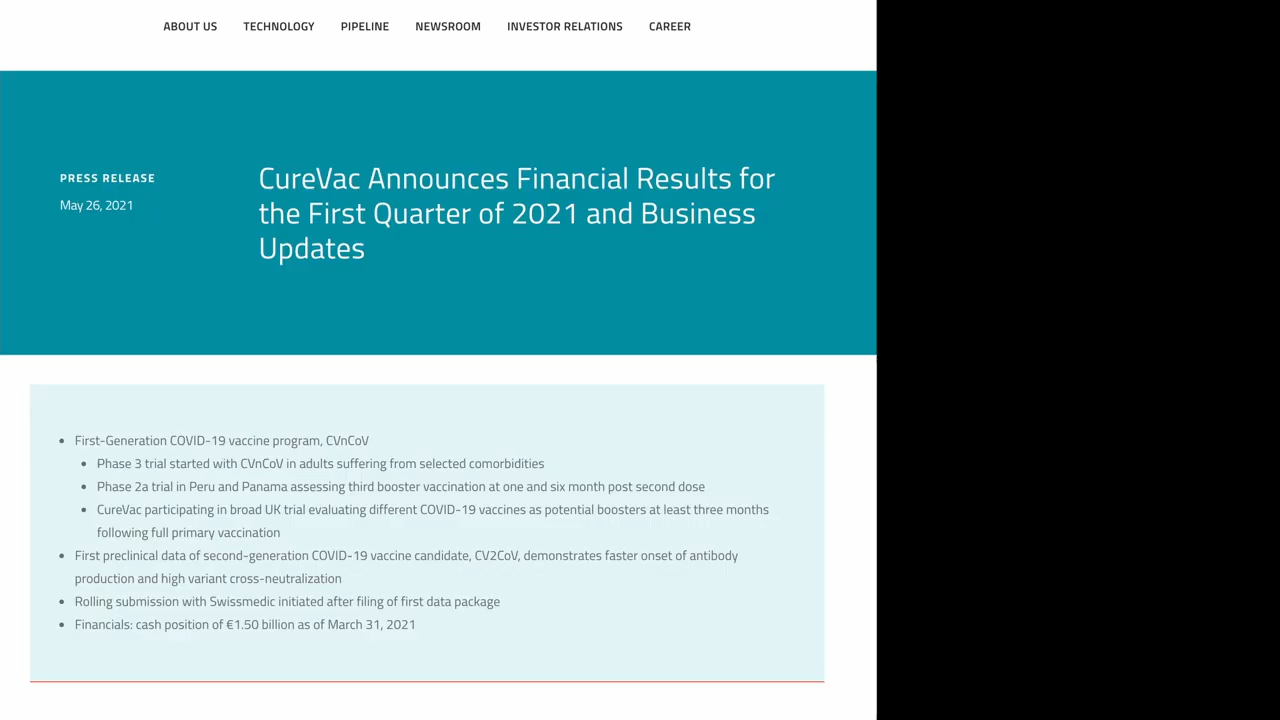 ABOUT US TECHNOLOGY PIPELINE NEWSROOM INVESTOR RELATIONS CAREER
PRESS RELEASE
May 26, 2021
CureVac Announces Financial Results for
the First Quarter of 2021 and Business
Updates
• First-Generation COVID-19 vaccine program, CVnCoV
• Phase 3 trial started with CVnCoV in adults suffering from selected comorbidities
• Phase 2a trial in Peru and Panama assessing third booster vaccination at one and six month post second dose
• CureVac participating in broad UK trial evaluating different COVID-19 vaccines as potential boosters at least three months
following full primary vaccination
• First preclinical data of second-generation COVID-19 vaccine candidate, CV2CoV, demonstrates faster onset of antibody
production and high variant cross-neutralization
• Rolling submission with Swissmedic initiated after filing of first data package
• Financials: cash position of €1.50 billion as of March 31, 2021